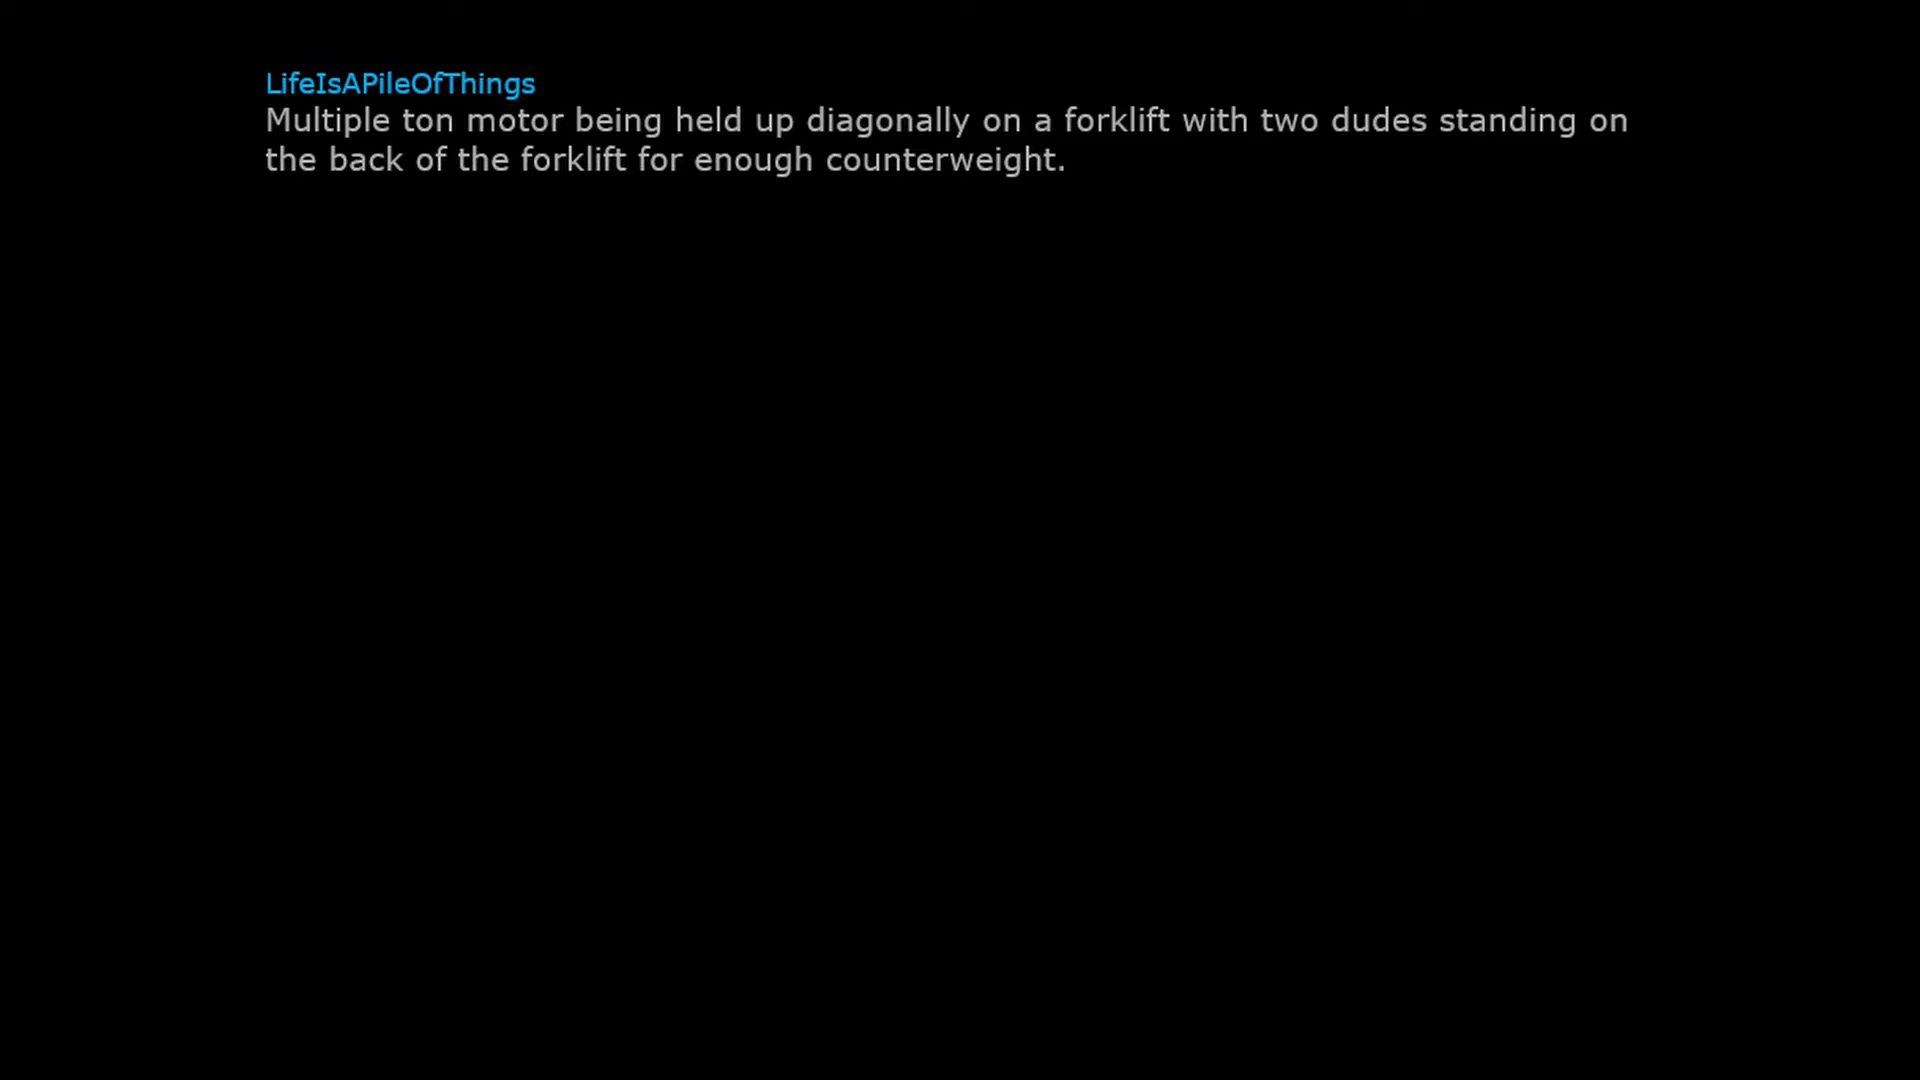 LifeIsAPileOfThings
Multiple ton motor being held up diagonally on a forklift with two dudes standing on
the back of the forklift for enough counterweight.